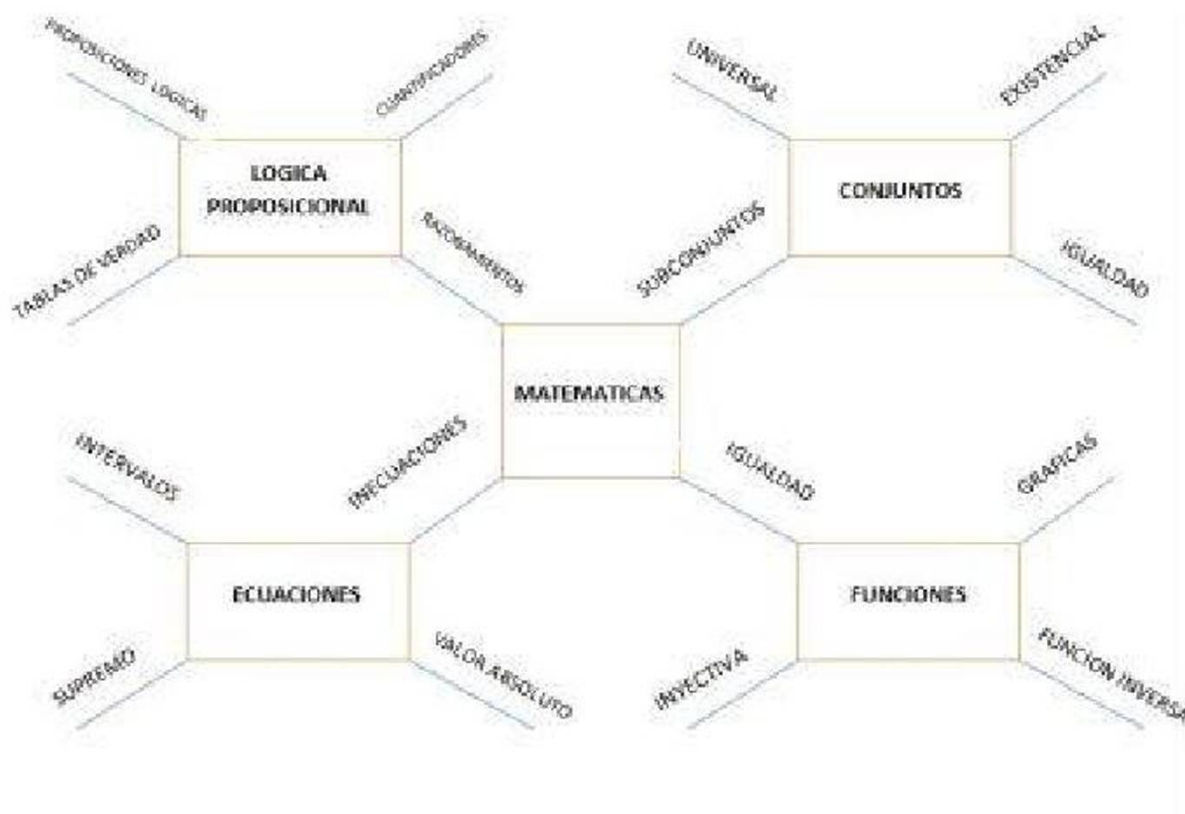 PROPOSICIONES LOGICAS
CUANTIFICADORES
LOGICA
PROPOSICIONAL
TABLAS DE VERDAD
RAZONAMIENTOS
UNIVERSAL
EXISTENCIAL
CONJUNTOS
SUBCONJUNTOS
IGUALDAD
MATEMATICAS
INTERVALOS
INECUACIONES
ECUACIONES
SUPREMO
VALOR ABSOLUTO
IGUALDAD
GRAFICAS
FUNCIONES
INYECTIVA
FUNCION INVERSA